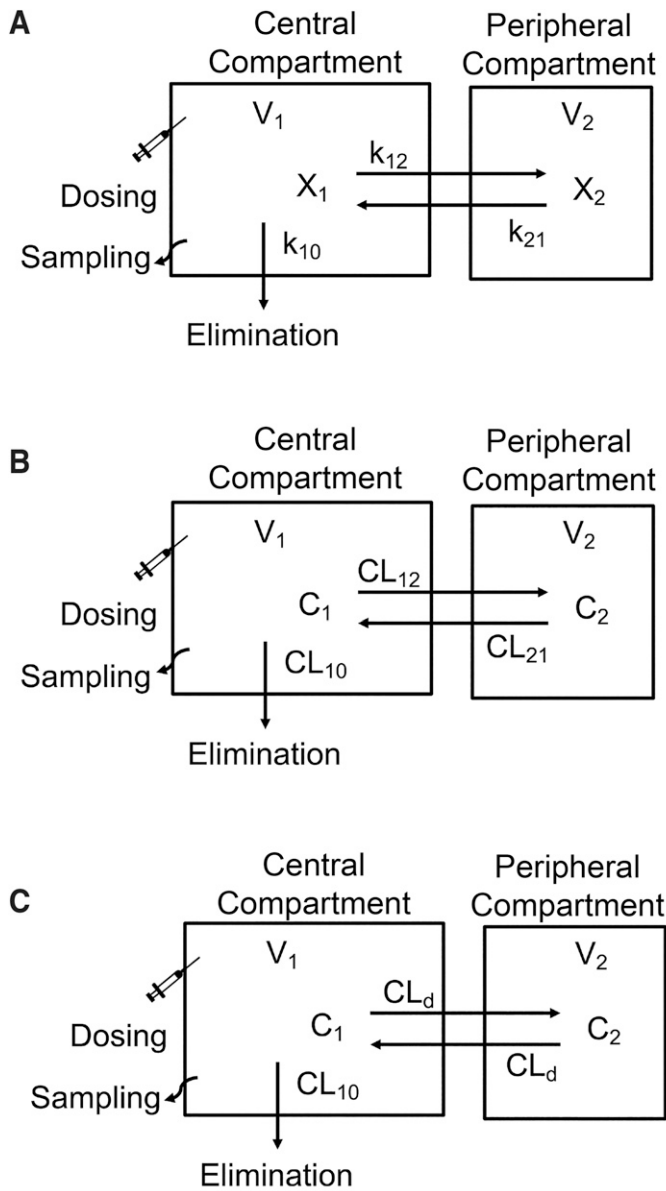 A
Central
Compartment
Peripheral
Compartment
V₁
V₂
k₁₂
Dosing
X₁
X₂
Sampling
k₁₀
k₂₁
Elimination
B
Central
Compartment
Peripheral
Compartment
V₁
V₂
CL₁₂
Dosing
C₁
C₂
Sampling
CL₁₀
CL₂₁
Elimination
C
Central
Compartment
Peripheral
Compartment
V₁
V₂
CL_d
Dosing
C₁
C₂
Sampling
CL₁₀
CL_d
Elimination